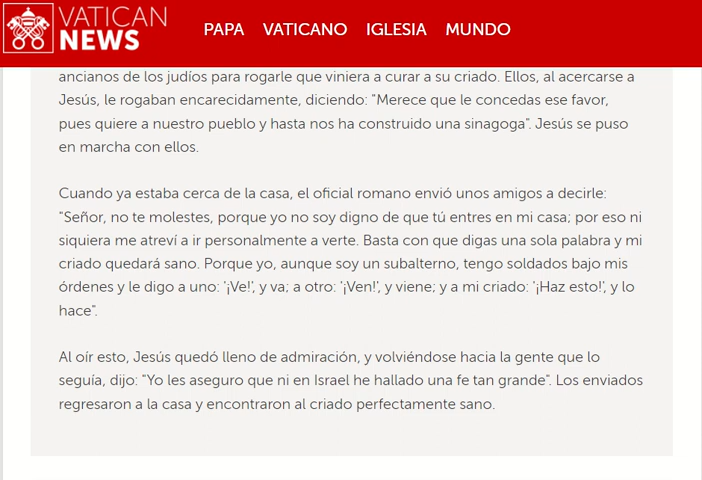 VATICAN
NEWS
PAPA VATICANO IGLESIA MUNDO
ancianos de los judíos para rogarle que viniera a curar a su criado. Ellos, al acercarse a
Jesús, le rogaban encarecidamente, diciendo: "Merece que le concedas ese favor,
pues quiere a nuestro pueblo y hasta nos ha construido una sinagoga". Jesús se puso
en marcha con ellos.
Cuando ya estaba cerca de la casa, el oficial romano envió unos amigos a decirle:
"Señor, no te molestes, porque yo no soy digno de que tú entres en mi casa; por eso ni
siquiera me atreví a ir personalmente a verte. Basta con que digas una sola palabra y mi
criado quedará sano. Porque yo, aunque soy un subalterno, tengo soldados bajo mis
órdenes y le digo a uno: '¡Ve!', y va; a otro: '¡Ven!', y viene; y a mi criado: '¡Haz esto!', y lo
hace".
Al oír esto, Jesús quedó lleno de admiración, y volviéndose hacia la gente que lo
seguía, dijo: "Yo les aseguro que ni en Israel he hallado una fe tan grande". Los enviados
regresaron a la casa y encontraron al criado perfectamente sano.